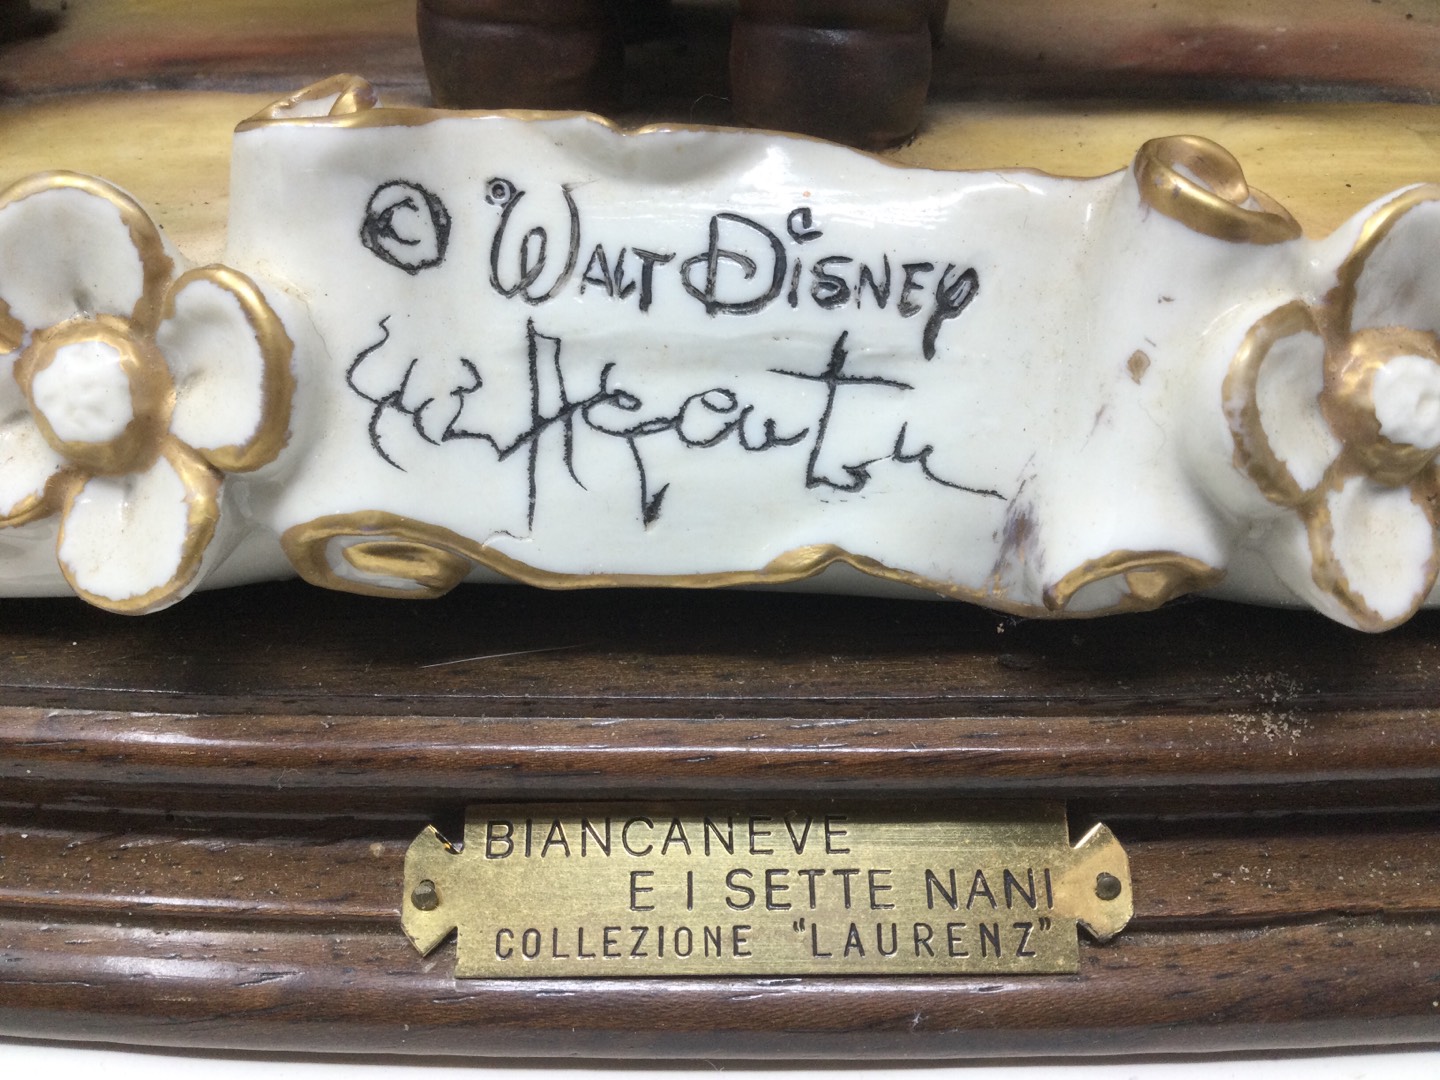 © WALT DISNEY
BIANCANEVE
E I SETTE NANI
COLLEZIONE "LAURENZ"